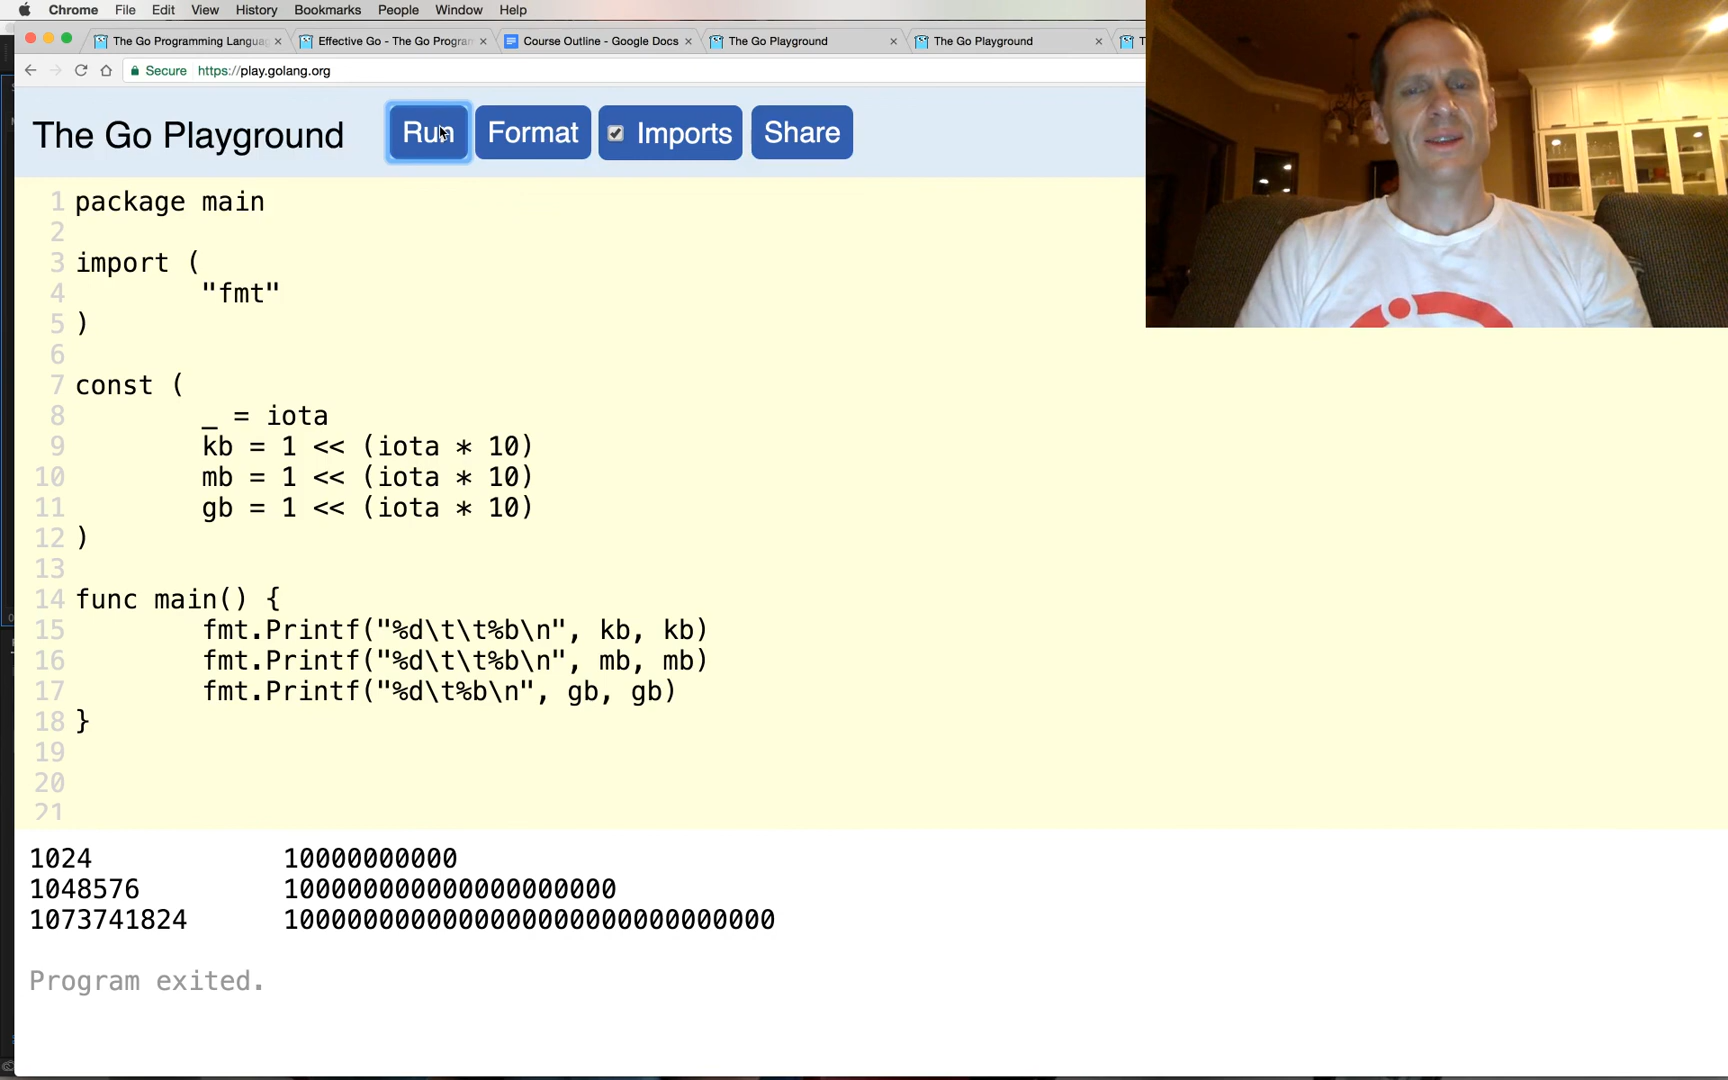 Chrome File Edit View History Bookmarks People Window Help
The Go Programming Langua × Effective Go - The Go Program × Course Outline - Google Docs × The Go Playground × The Go Playground ×
Secure https://play.golang.org
The Go Playground Run Format Imports Share
1 package main
2
3 import (
4 "fmt"
5 )
6
7 const (
8 _ = iota
9 kb = 1 << (iota * 10)
10 mb = 1 << (iota * 10)
11 gb = 1 << (iota * 10)
12 )
13
14 func main() {
15 fmt.Printf("%d\t\t%b\n", kb, kb)
16 fmt.Printf("%d\t\t%b\n", mb, mb)
17 fmt.Printf("%d\t%b\n", gb, gb)
18 }
19
20
21
1024 10000000000
1048576 100000000000000000000
1073741824 1000000000000000000000000000000
Program exited.